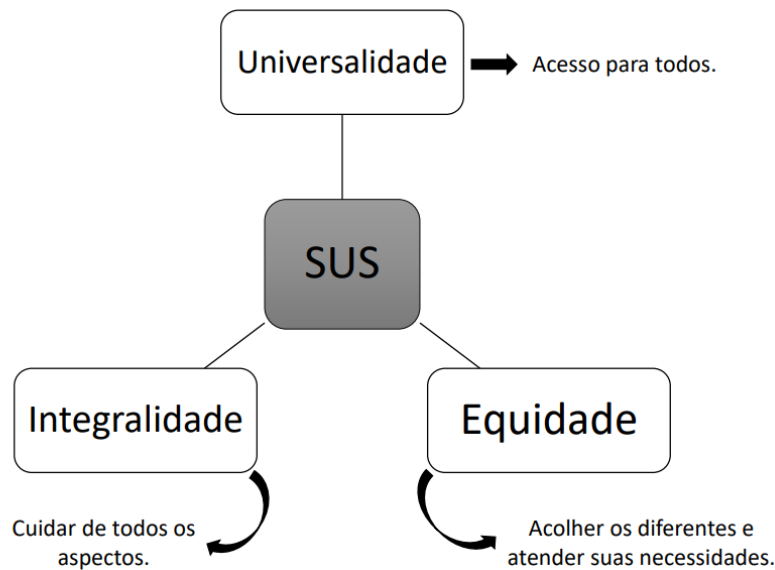 Universalidade
Acesso para todos.
SUS
Integralidade
Equidade
Cuidar de todos os
aspectos.
Acolher os diferentes e
atender suas necessidades.